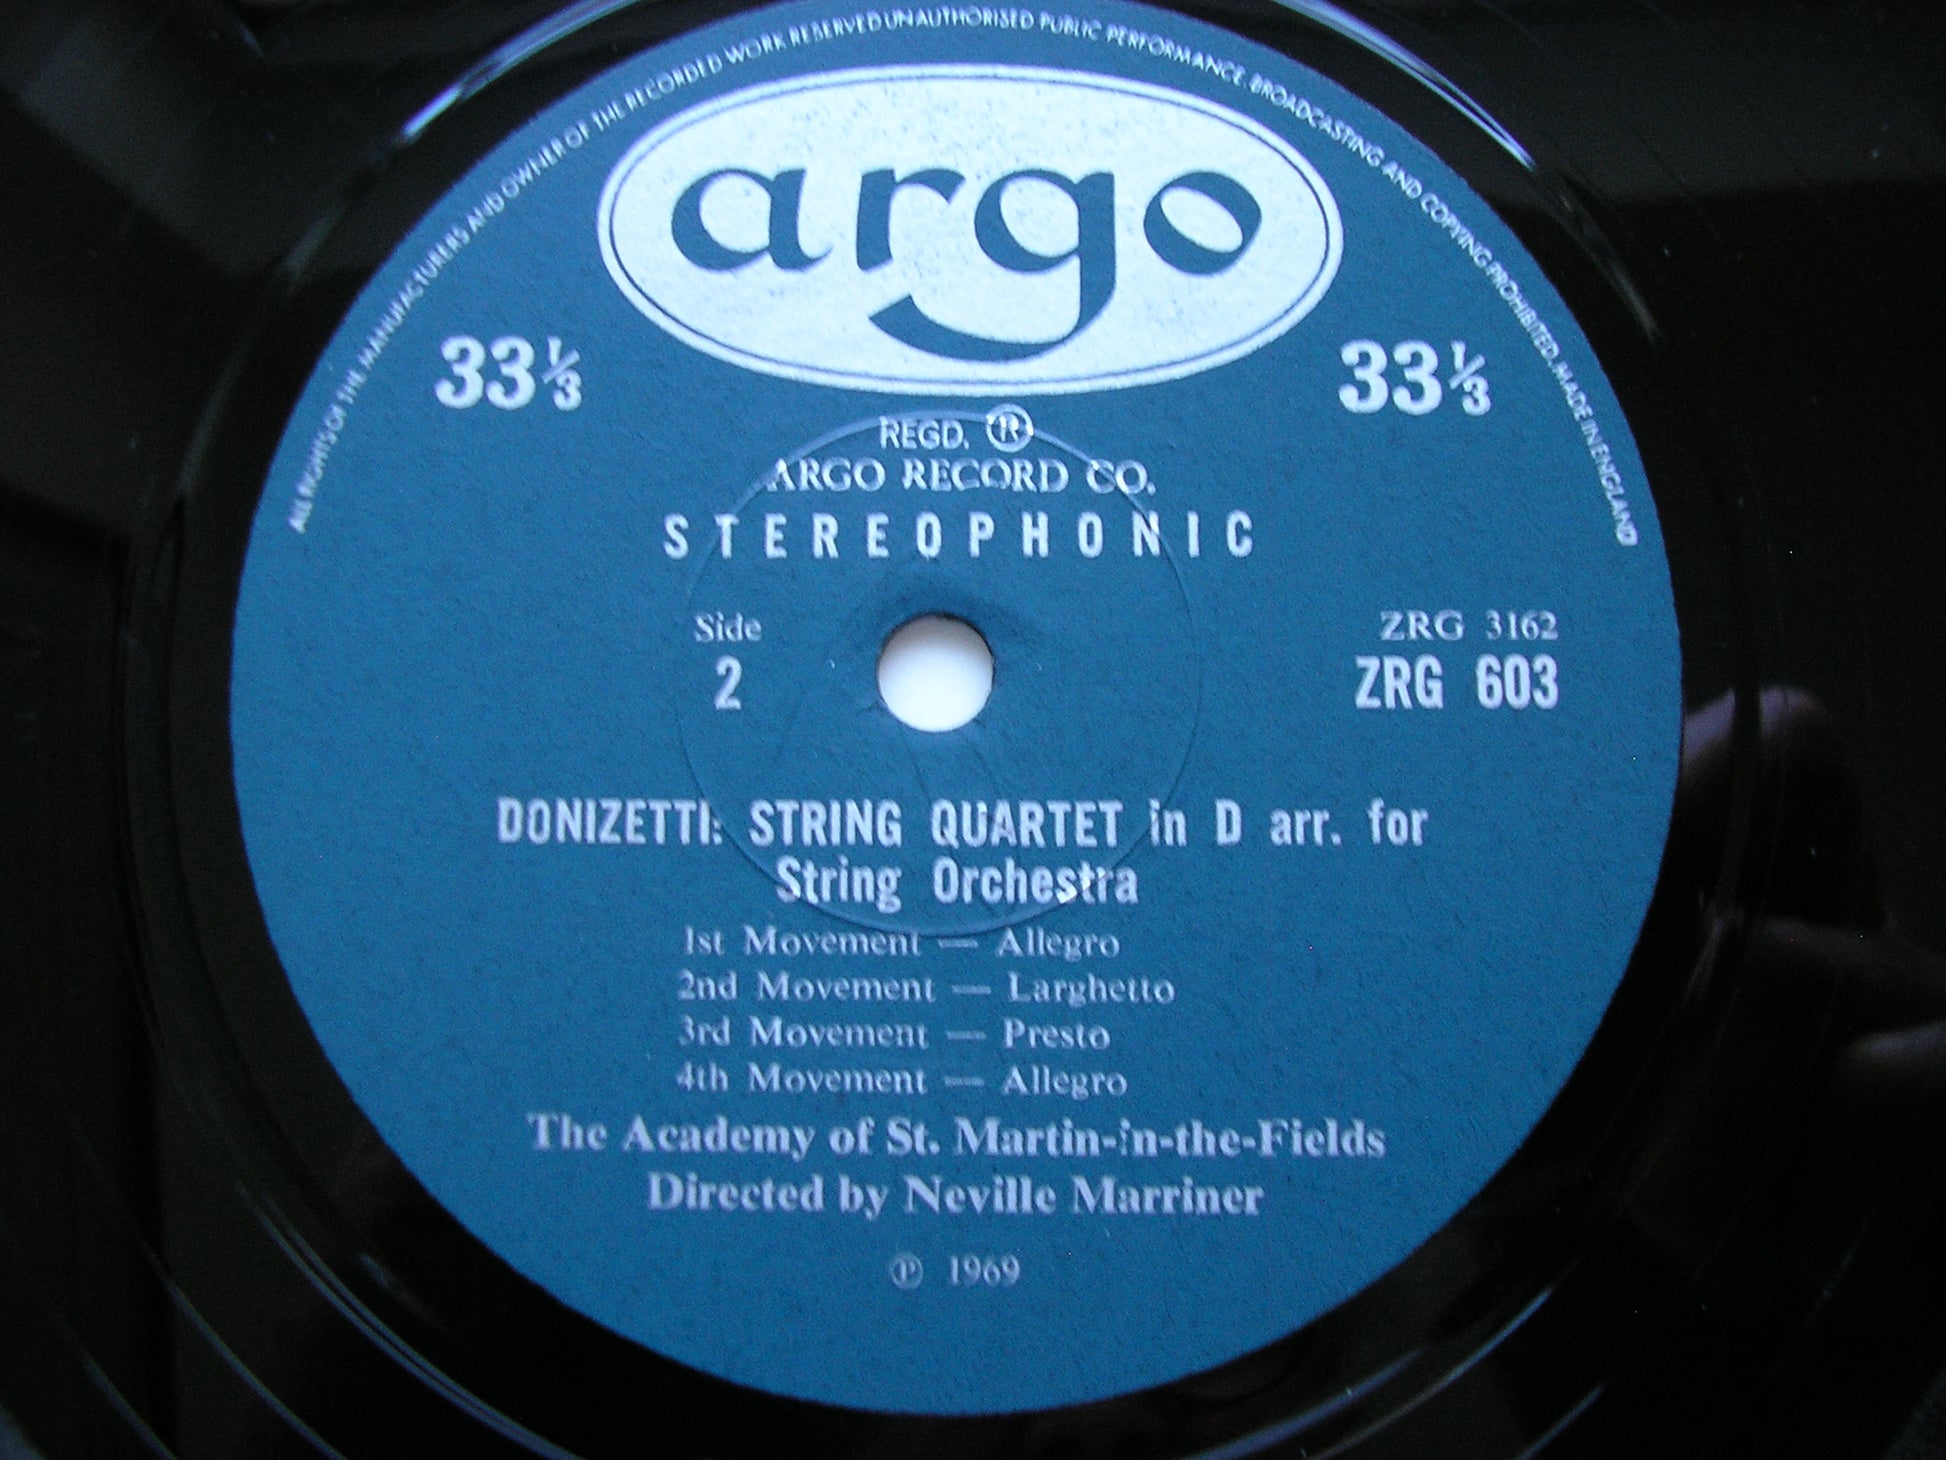 ALL RIGHTS OF THE MANUFACTURERS AND OWNER OF THE RECORDED WORK RESERVED UNAUTHORISED PUBLIC PERFORMANCE, BROADCASTING AND COPYING PROHIBITED. MADE IN ENGLAND
argo
33⅓ 33⅓
REGD. ®
ARGO RECORD CO.
STEREOPHONIC
Side
2
ZRG 3162
ZRG 603
DONIZETTI: STRING QUARTET in D arr. for
String Orchestra
1st Movement — Allegro
2nd Movement — Larghetto
3rd Movement — Presto
4th Movement — Allegro
The Academy of St. Martin-in-the-Fields
Directed by Neville Marriner
℗ 1969